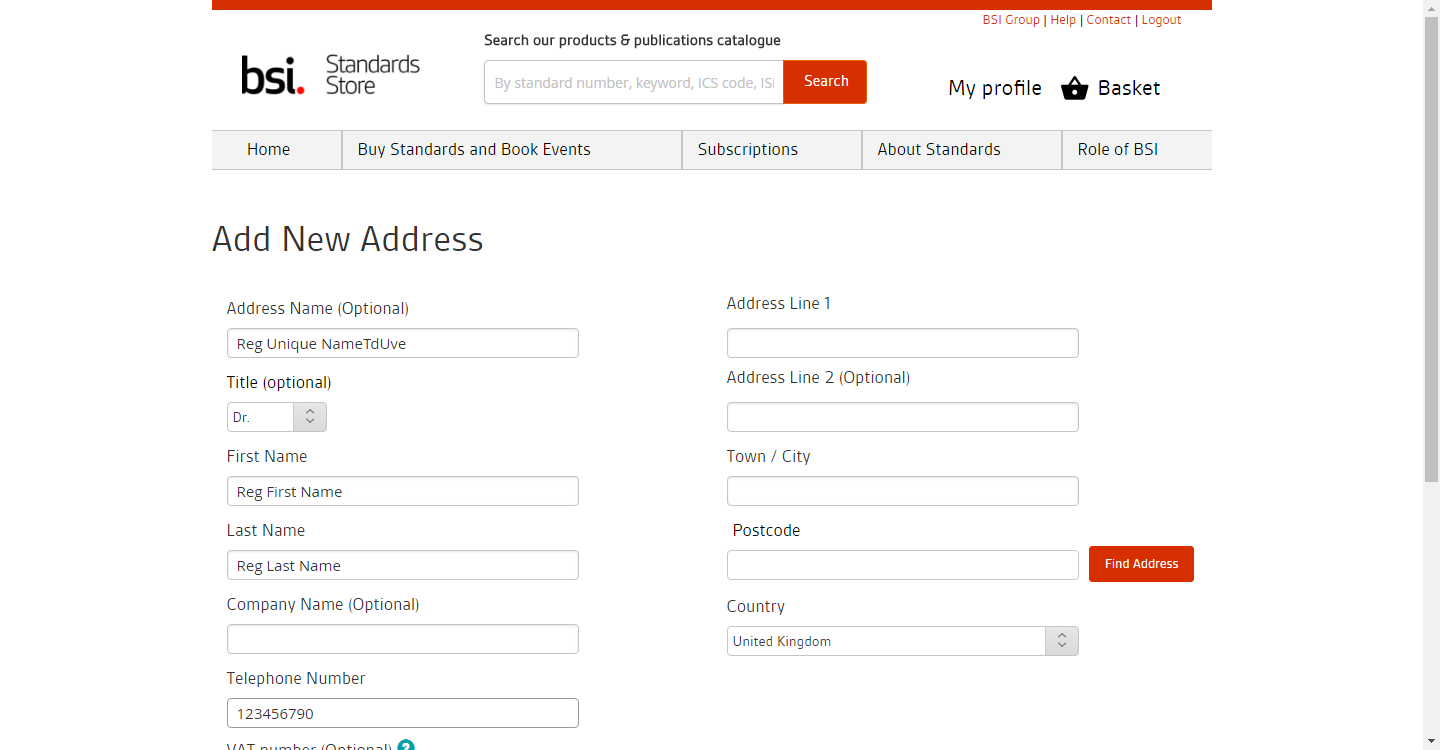 BSI Group | Help | Contact | Logout
Search our products & publications catalogue
bsi. Standards Store
By standard number, keyword, ICS code, ISI
Search
My profile
Basket
Home
Buy Standards and Book Events
Subscriptions
About Standards
Role of BSI
Add New Address
Address Name (Optional)
Reg Unique NameTdUve
Title (optional)
Dr.
First Name
Reg First Name
Last Name
Reg Last Name
Company Name (Optional)
Telephone Number
123456790
VAT number (Optional) ?
Address Line 1
Address Line 2 (Optional)
Town / City
Postcode
Find Address
Country
United Kingdom